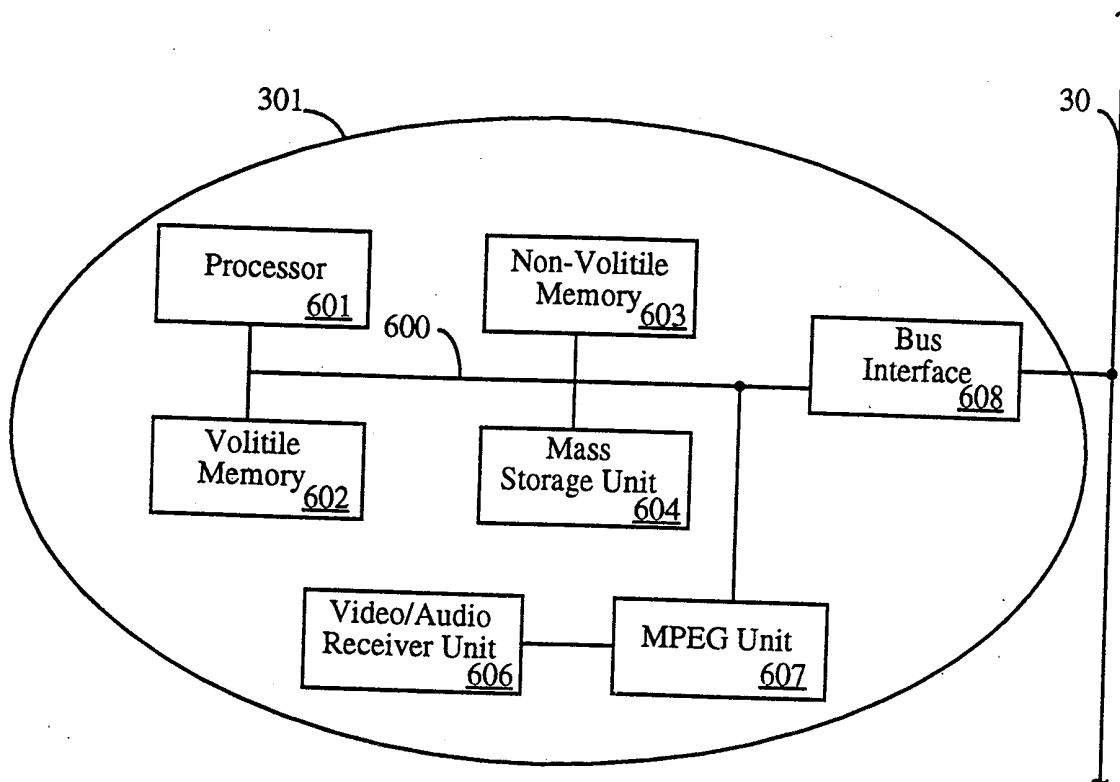 301
30
Processor
601
Non-Volitile
Memory
603
600
Bus
Interface
608
Volitile
Memory
602
Mass
Storage Unit
604
Video/Audio
Receiver Unit
606
MPEG Unit
607